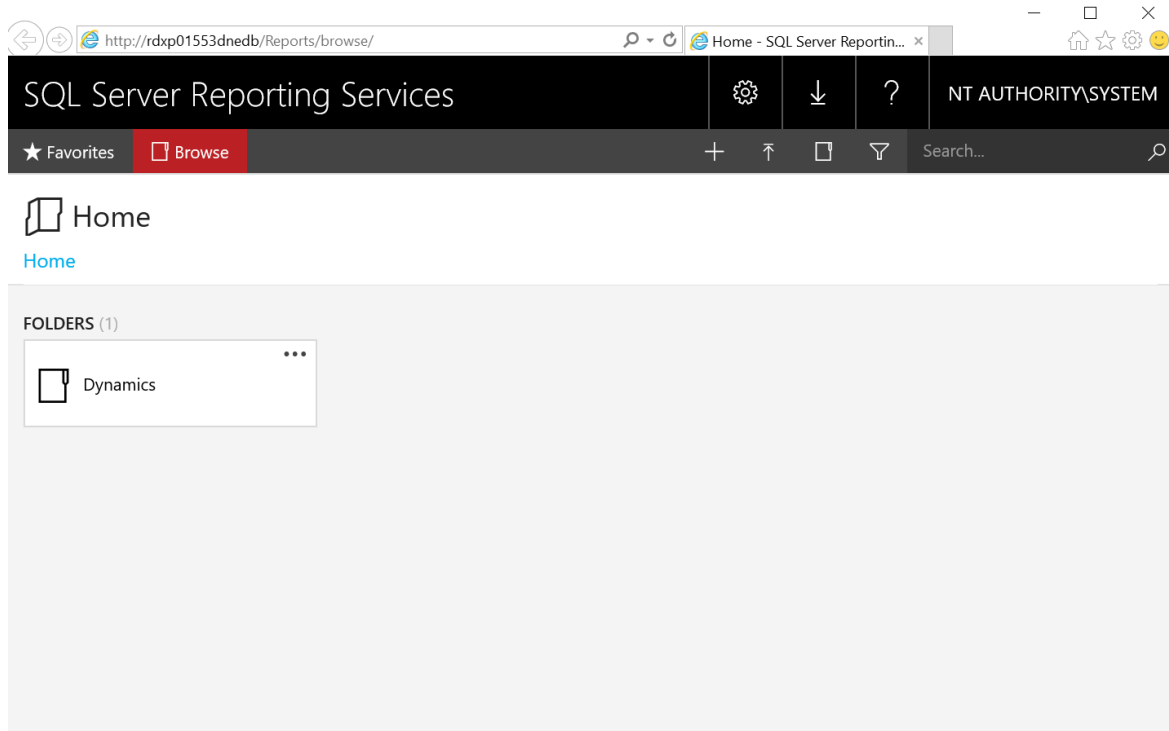 http://rdxp01553dnedb/Reports/browse/
Home - SQL Server Reportin...
SQL Server Reporting Services
?
NT AUTHORITY\SYSTEM
Favorites
Browse
Search...
Home
Home
FOLDERS (1)
Dynamics